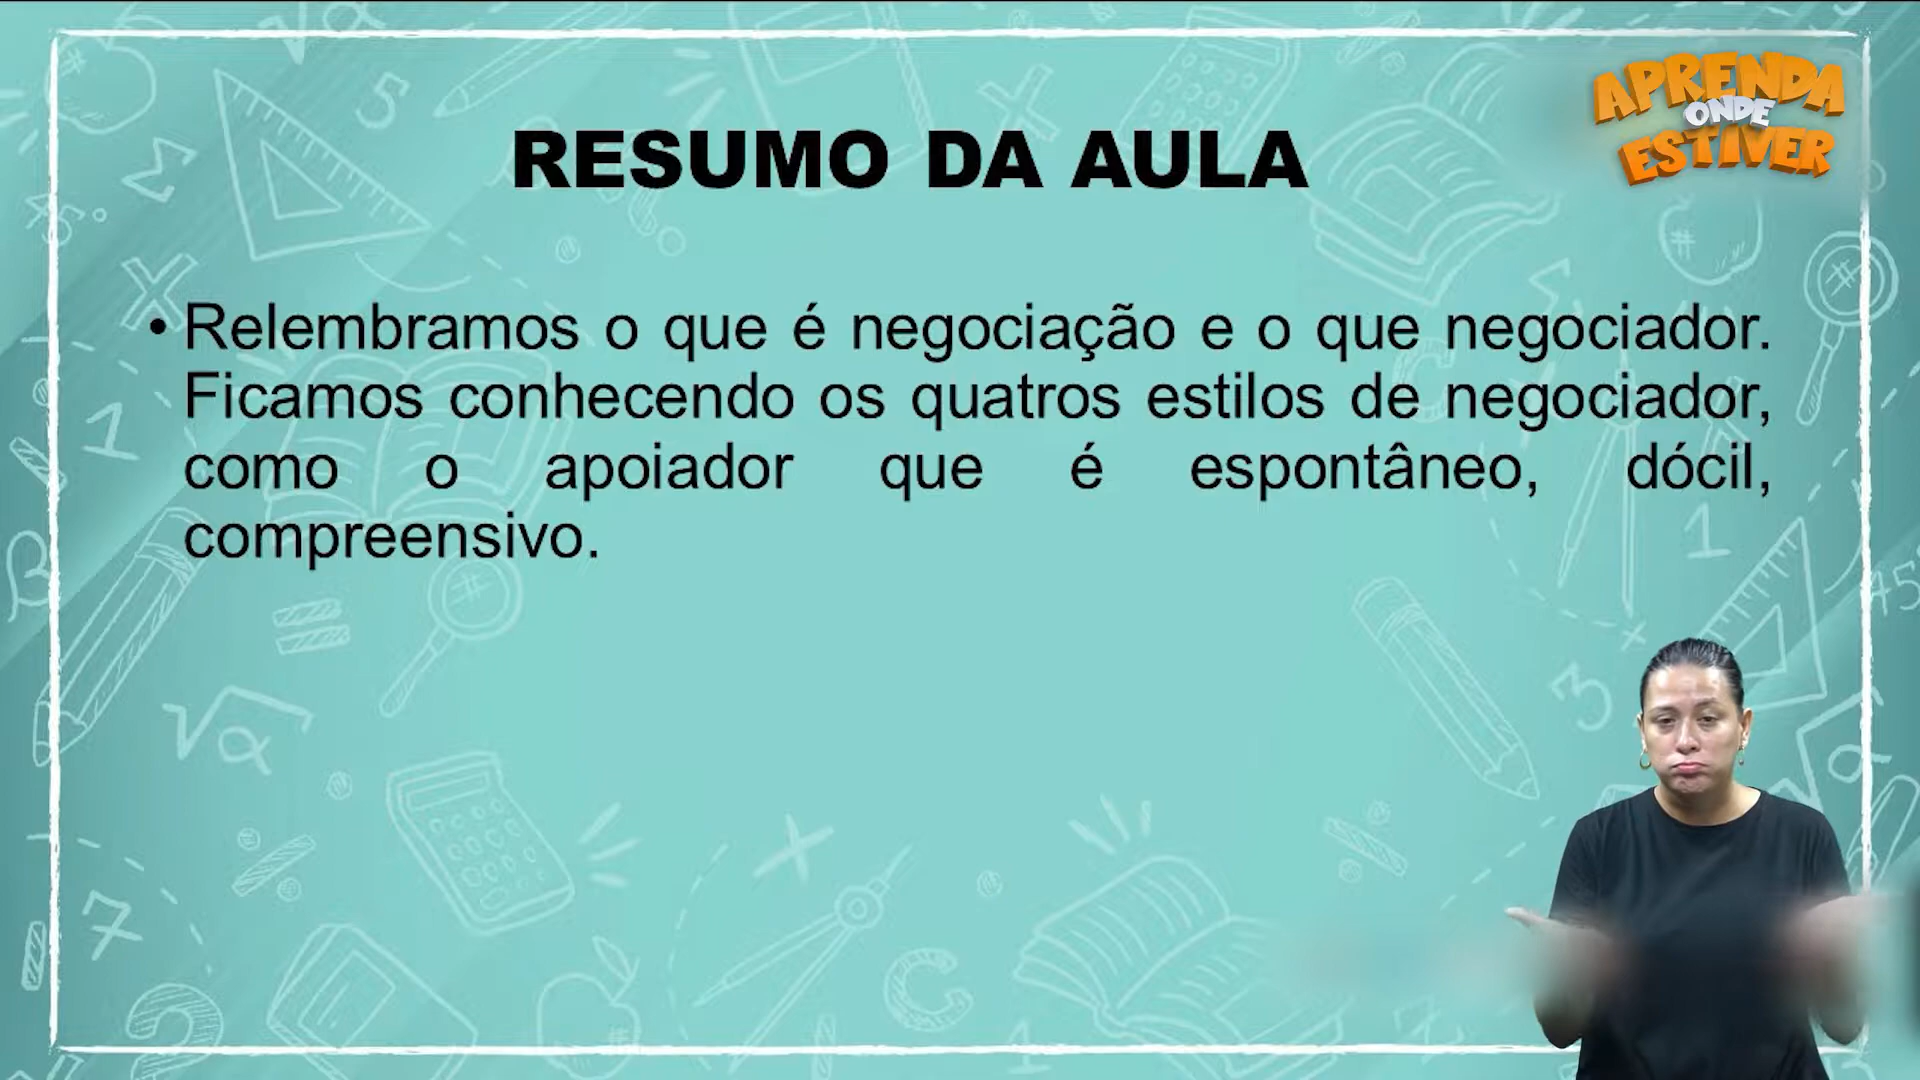 APRENDA
ONDE
ESTIVER
RESUMO DA AULA
• Relembramos o que é negociação e o que negociador.
Ficamos conhecendo os quatros estilos de negociador,
como o apoiador que é espontâneo, dócil,
compreensivo.